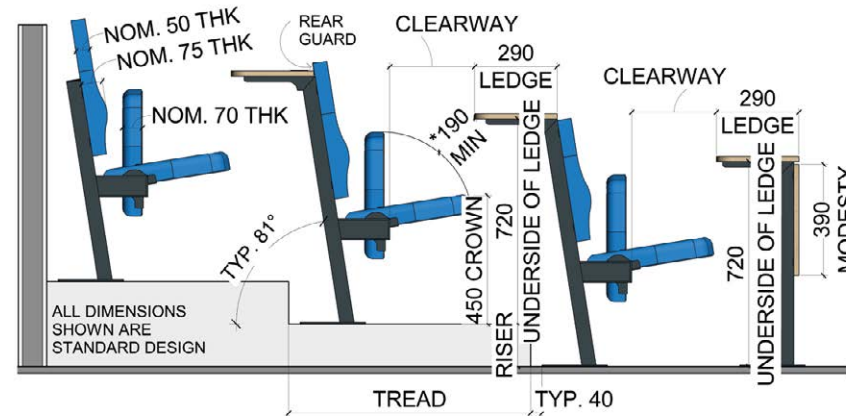 NOM. 50 THK
NOM. 75 THK
NOM. 70 THK
REAR
GUARD
CLEARWAY
290
LEDGE
CLEARWAY
290
LEDGE
*190
MIN
TYP. 81°
450 CROWN
720
UNDERSIDE OF LEDGE
RISER
720
UNDERSIDE OF LEDGE
390
MODESTY
ALL DIMENSIONS
SHOWN ARE
STANDARD DESIGN
TREAD
TYP. 40